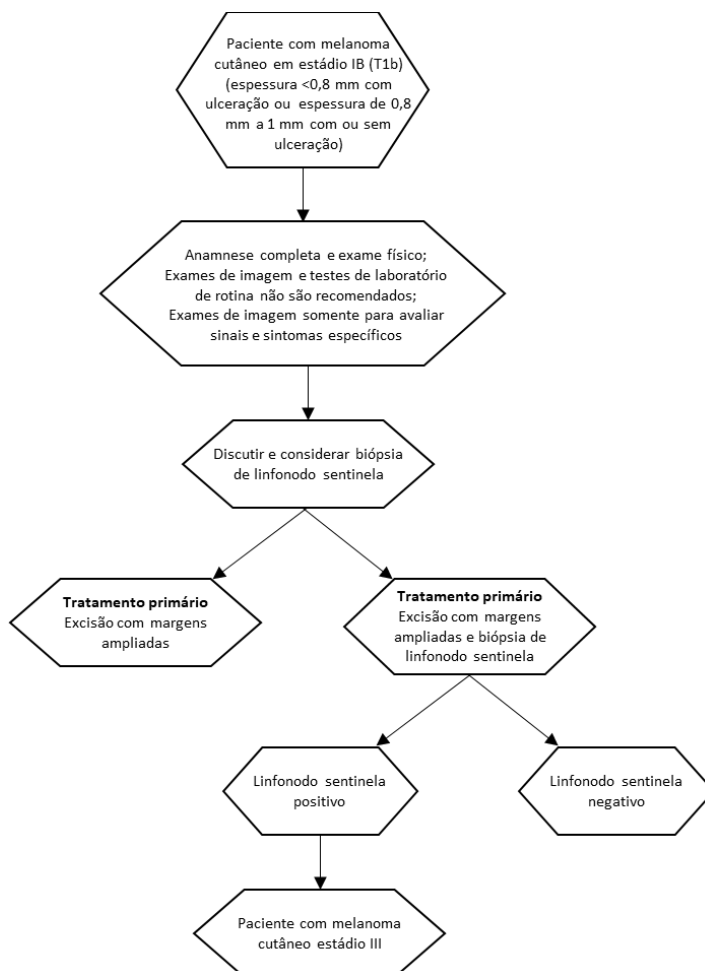 Paciente com melanoma
cutâneo em estádio IB (T1b)
(espessura <0,8 mm com
ulceração ou espessura de 0,8
mm a 1 mm com ou sem
ulceração)
Anamnese completa e exame físico;
Exames de imagem e testes de laboratório
de rotina não são recomendados;
Exames de imagem somente para avaliar
sinais e sintomas específicos
Discutir e considerar biópsia
de linfonodo sentinela
Tratamento primário
Excisão com margens
ampliadas
Tratamento primário
Excisão com margens
ampliadas e biópsia de
linfonodo sentinela
Linfonodo sentinela
positivo
Linfonodo sentinela
negativo
Paciente com melanoma
cutâneo estádio III